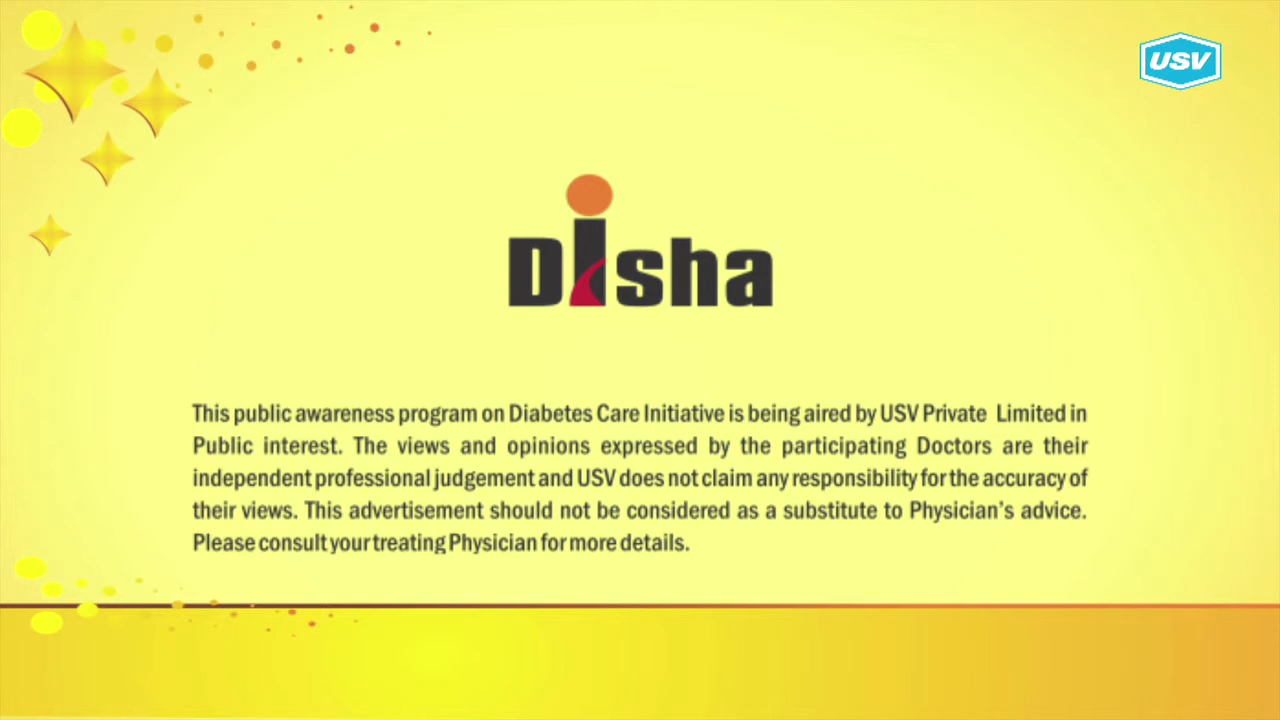 USV
Disha
This public awareness program on Diabetes Care Initiative is being aired by USV Private Limited in
Public interest. The views and opinions expressed by the participating Doctors are their
independent professional judgement and USV does not claim any responsibility for the accuracy of
their views. This advertisement should not be considered as a substitute to Physician's advice.
Please consult your treating Physician for more details.